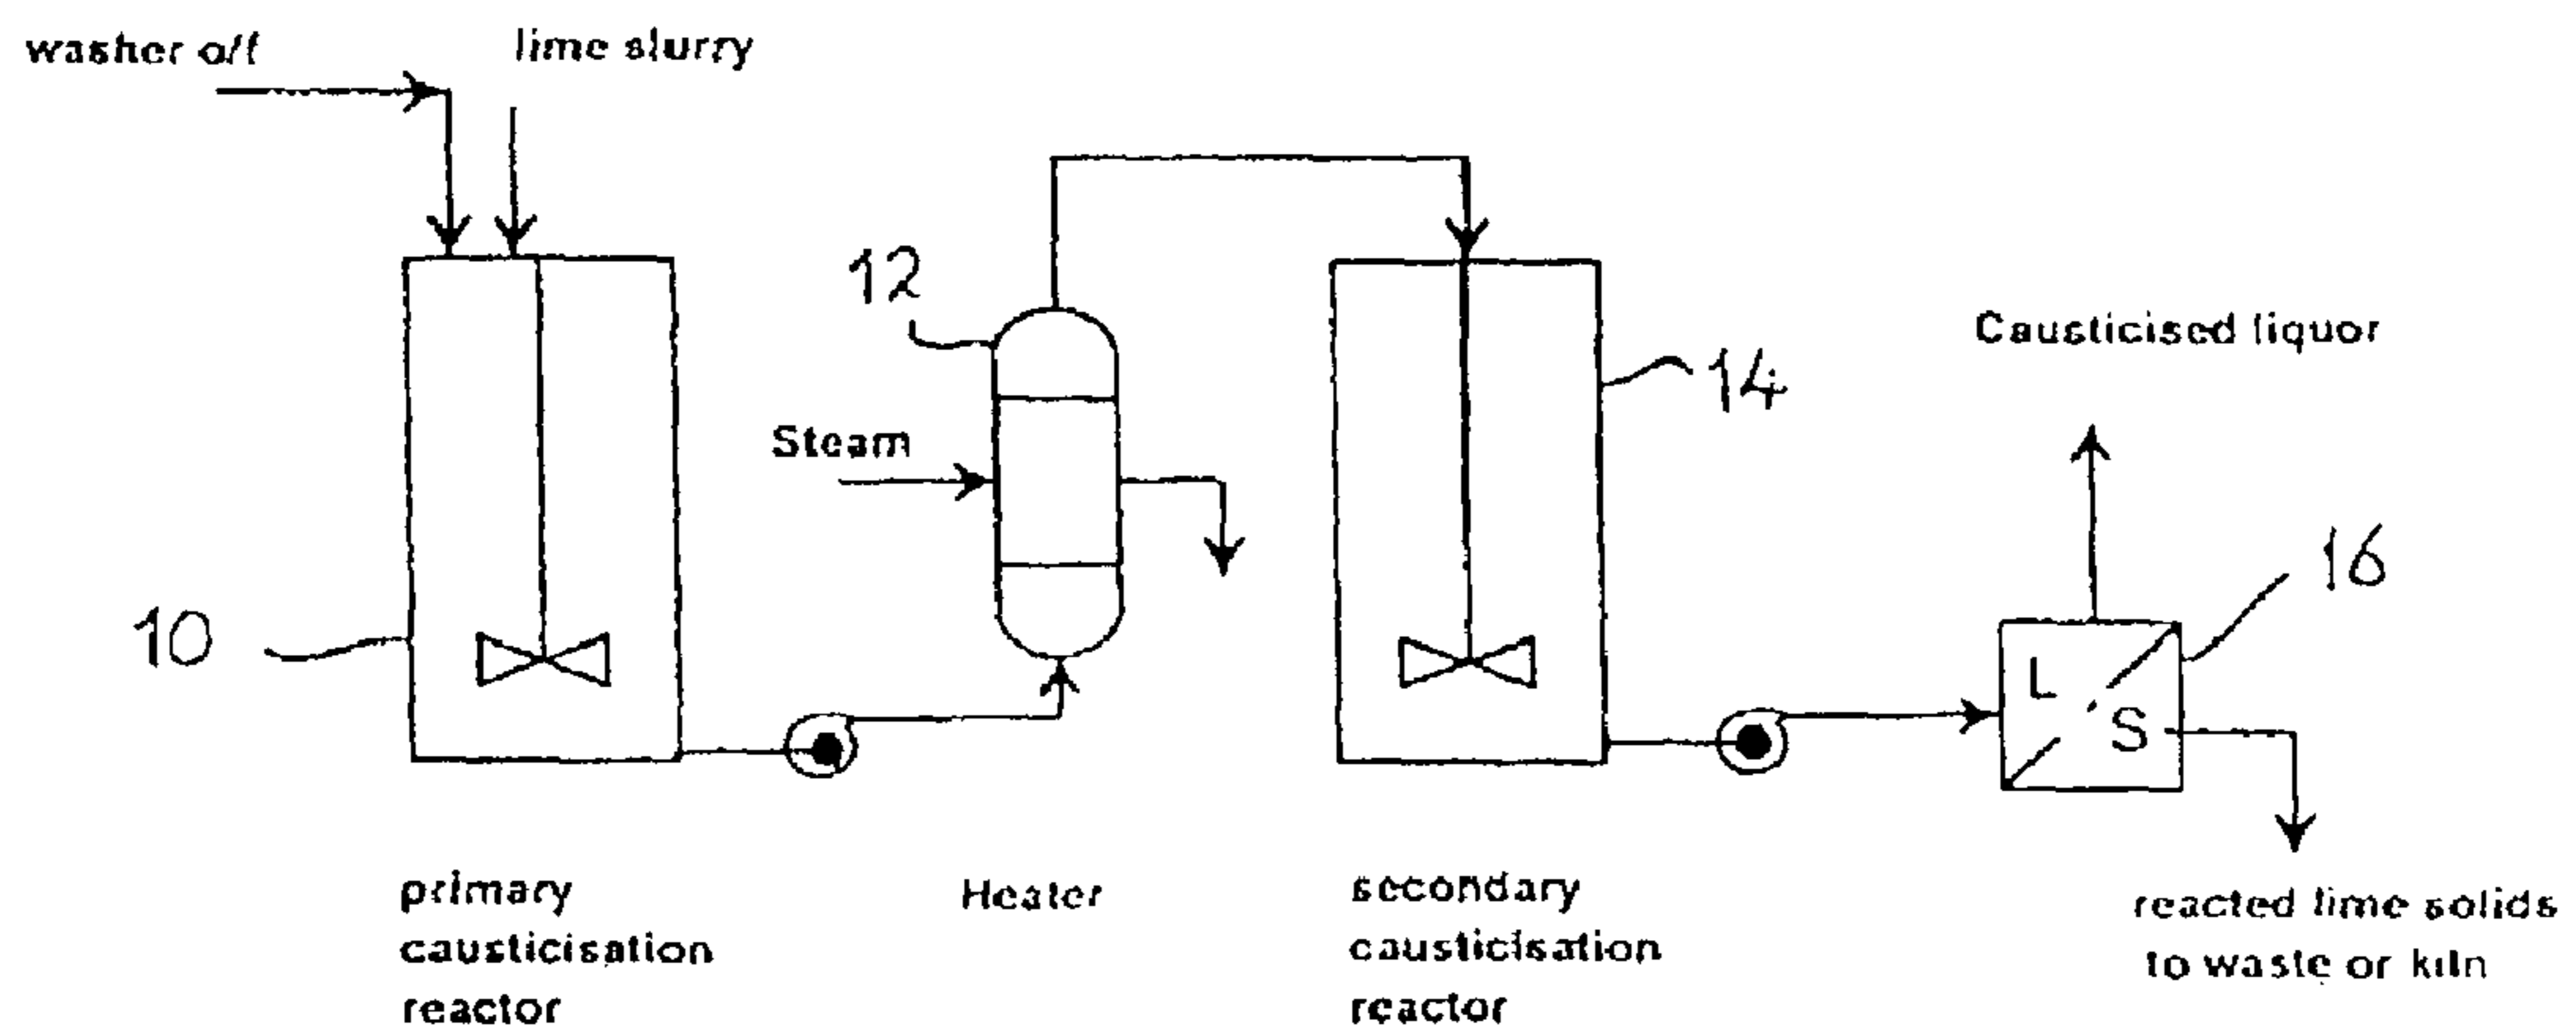 washer o/f
lime slurry
12
14
Causticised liquor
Steam
16
10
L
S
primary
causticisation
reactor
Heater
secondary
causticisation
reactor
reacted lime solids
to waste or kiln